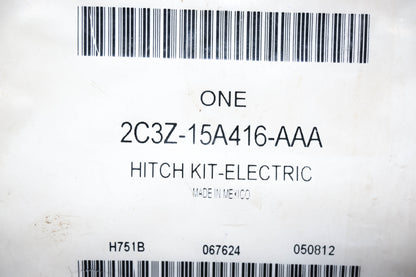 ONE
2C3Z-15A416-AAA
HITCH KIT-ELECTRIC
MADE IN MEXICO
H751B 067624 050812